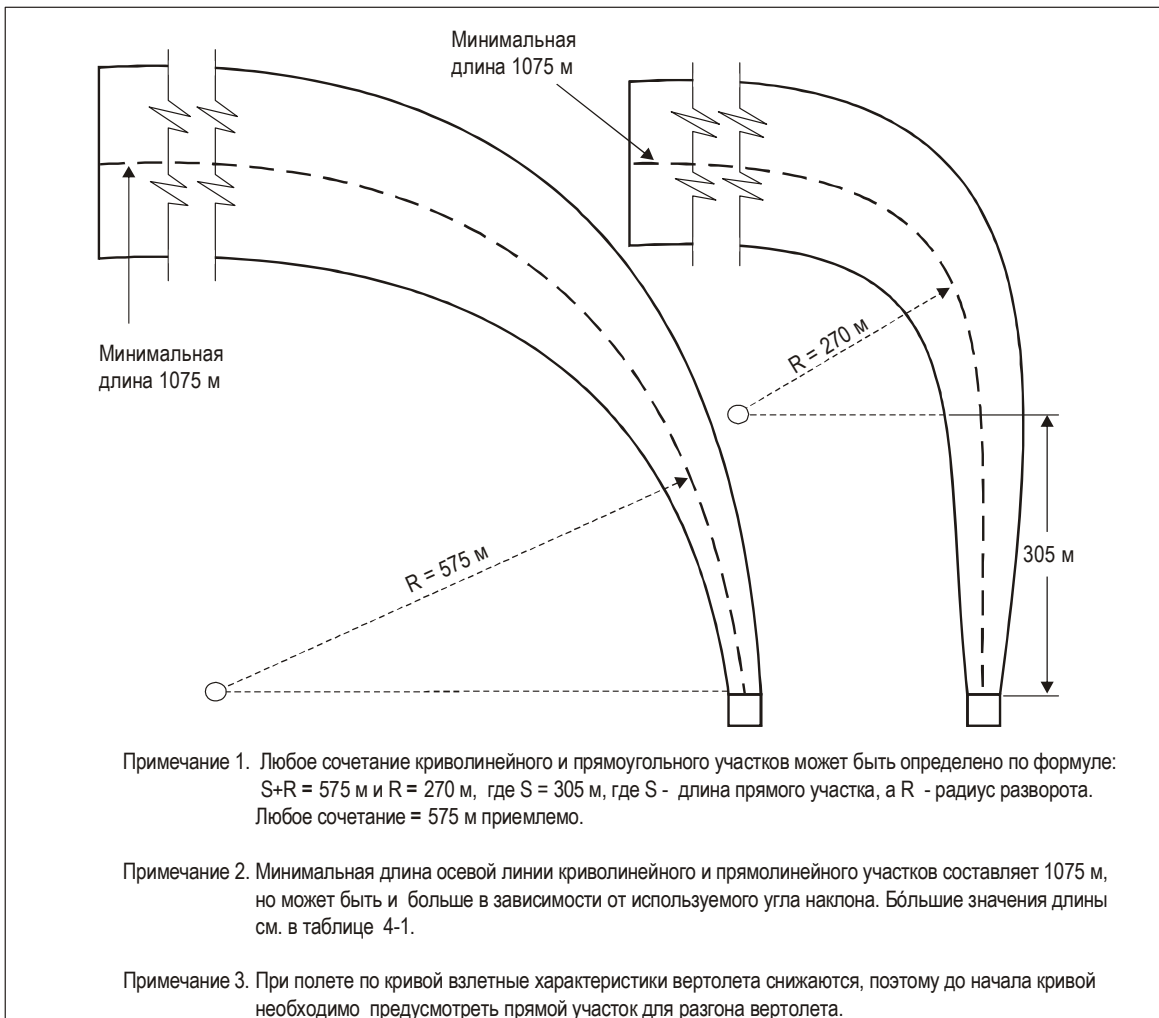 Минимальная
длина 1075 м
Минимальная
длина 1075 м
R = 270 м
R = 575 м
305 м
Примечание 1. Любое сочетание криволинейного и прямоугольного участков может быть определено по формуле:
S+R = 575 м и R = 270 м, где S = 305 м, где S - длина прямого участка, а R - радиус разворота.
Любое сочетание = 575 м приемлемо.
Примечание 2. Минимальная длина осевой линии криволинейного и прямолинейного участков составляет 1075 м,
но может быть и больше в зависимости от используемого угла наклона. Бо́льшие значения длины
см. в таблице 4-1.
Примечание 3. При полете по кривой взлетные характеристики вертолета снижаются, поэтому до начала кривой
необходимо предусмотреть прямой участок для разгона вертолета.